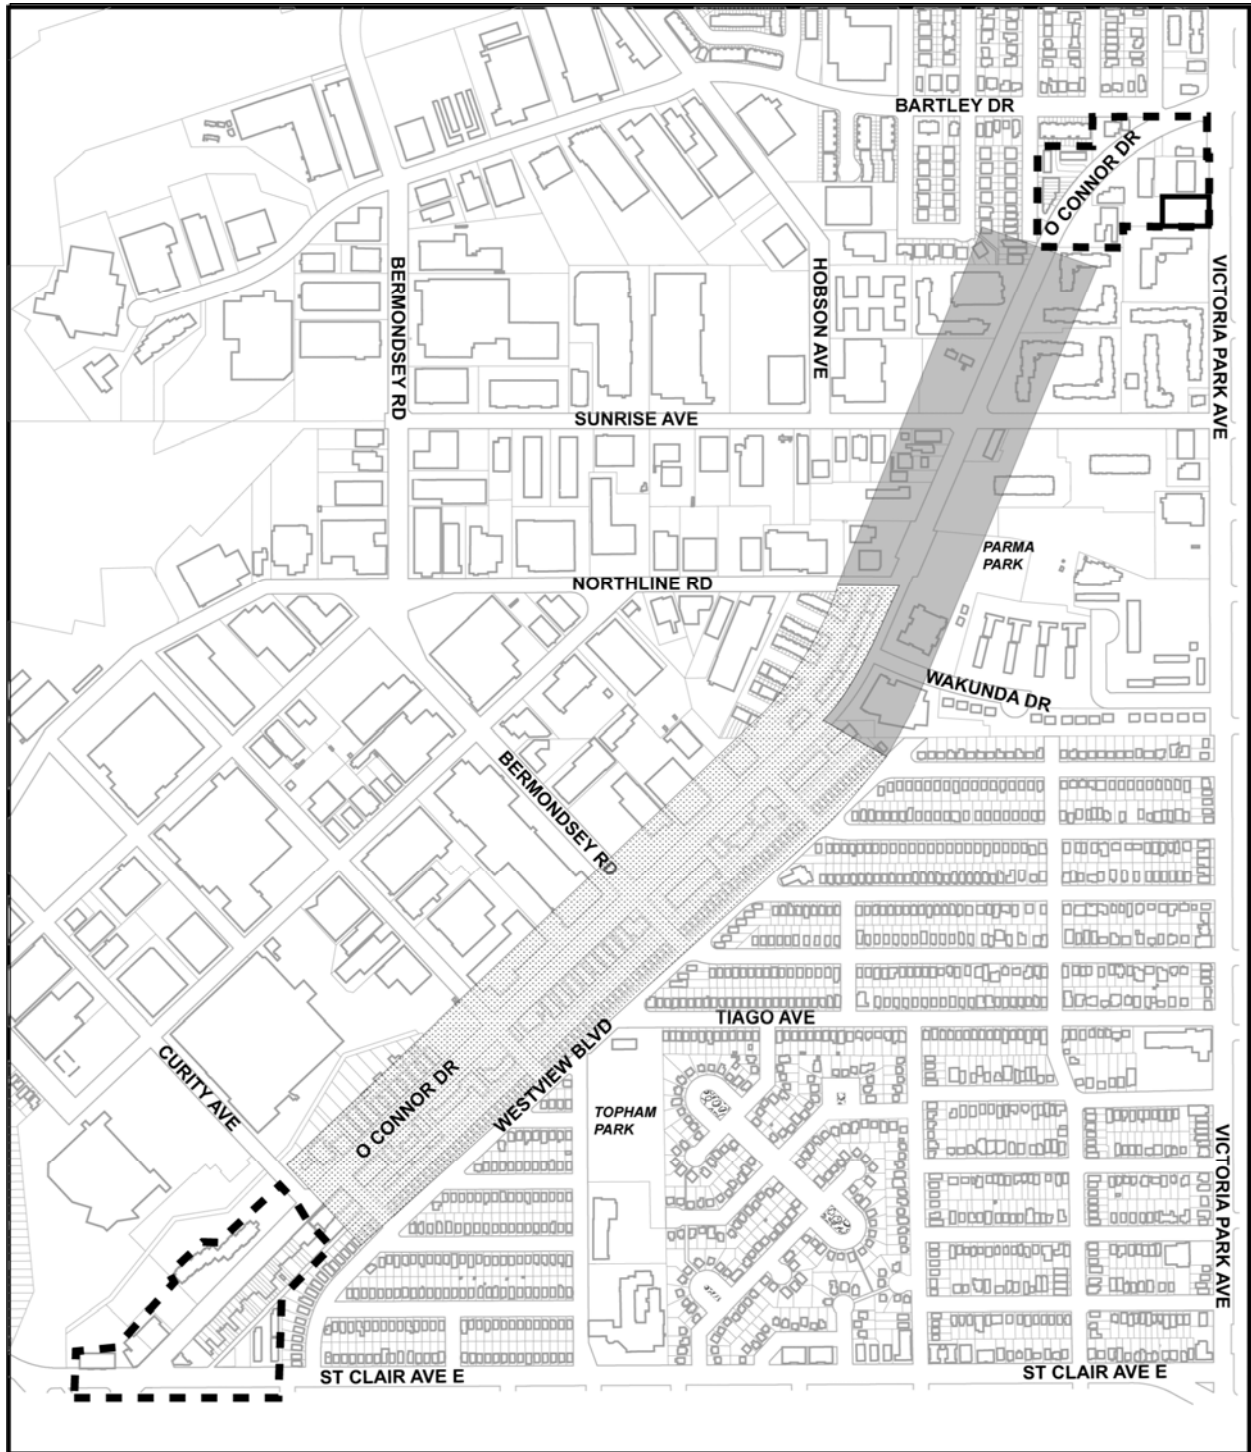 BARTLEY DR
O CONNOR DR
BERMONDSEY RD
HOBSON AVE
VICTORIA PARK AVE
SUNRISE AVE
PARMA
PARK
NORTHLINE RD
WAKUNDA DR
BERMONDSEY RD
TIAGO AVE
WESTVIEW BLVD
CURITY AVE
O CONNOR DR
TOPHAM
PARK
VICTORIA PARK AVE
ST CLAIR AVE E
ST CLAIR AVE E